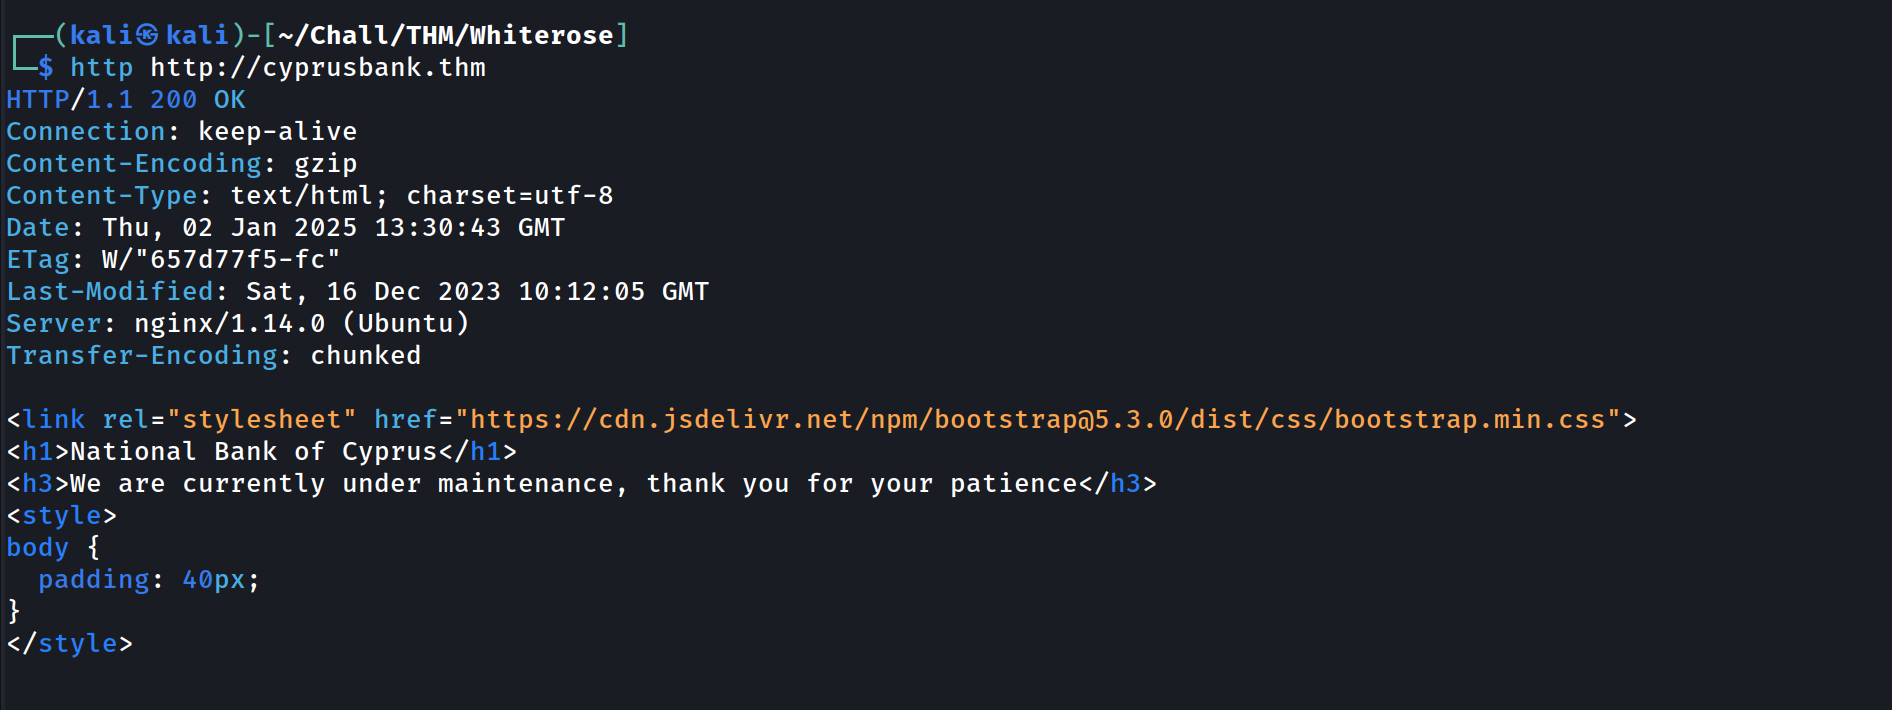 (kali㉿kali)-[~/Chall/THM/Whiterose]
$ http http://cyprusbank.thm
HTTP/1.1 200 OK
Connection: keep-alive
Content-Encoding: gzip
Content-Type: text/html; charset=utf-8
Date: Thu, 02 Jan 2025 13:30:43 GMT
ETag: W/"657d77f5-fc"
Last-Modified: Sat, 16 Dec 2023 10:12:05 GMT
Server: nginx/1.14.0 (Ubuntu)
Transfer-Encoding: chunked

<link rel="stylesheet" href="https://cdn.jsdelivr.net/npm/bootstrap@5.3.0/dist/css/bootstrap.min.css">
<h1>National Bank of Cyprus</h1>
<h3>We are currently under maintenance, thank you for your patience</h3>
<style>
body {
  padding: 40px;
}
</style>